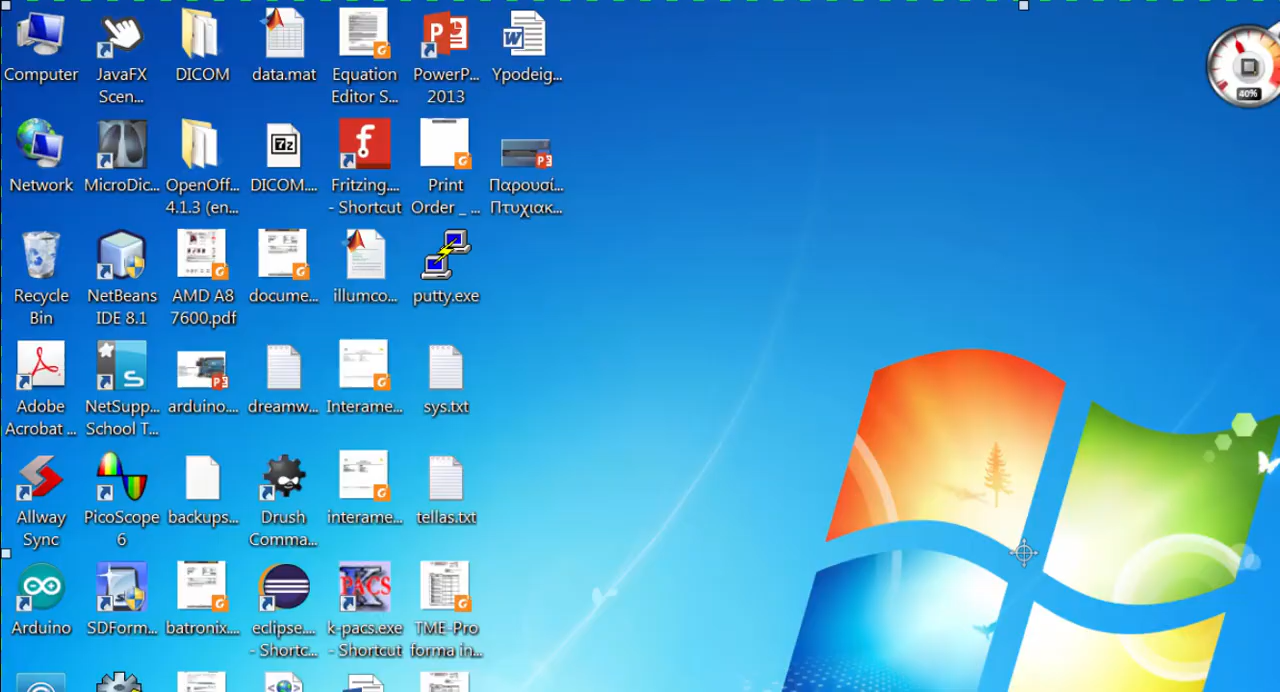 Computer
JavaFX
Scen...
DICOM
data.mat
Equation
Editor S...
PowerP...
2013
Ypodeig...
40%
Network
MicroDic...
OpenOff...
4.1.3 (en...
DICOM....
Fritzing....
- Shortcut
Print
Order _ ...
Παρουσί...
Πτυχιακ...
Recycle
Bin
NetBeans
IDE 8.1
AMD A8
7600.pdf
docume...
illumco...
putty.exe
Adobe
Acrobat ...
NetSupp...
School T...
arduino....
dreamw...
Interame...
sys.txt
Allway
Sync
PicoScope
6
backups...
Drush
Comma...
interame...
tellas.txt
Arduino
SDForm...
batronix....
eclipse....
- Shortc...
PACS
k-pacs.exe
- Shortcut
TME-Pro
forma in...